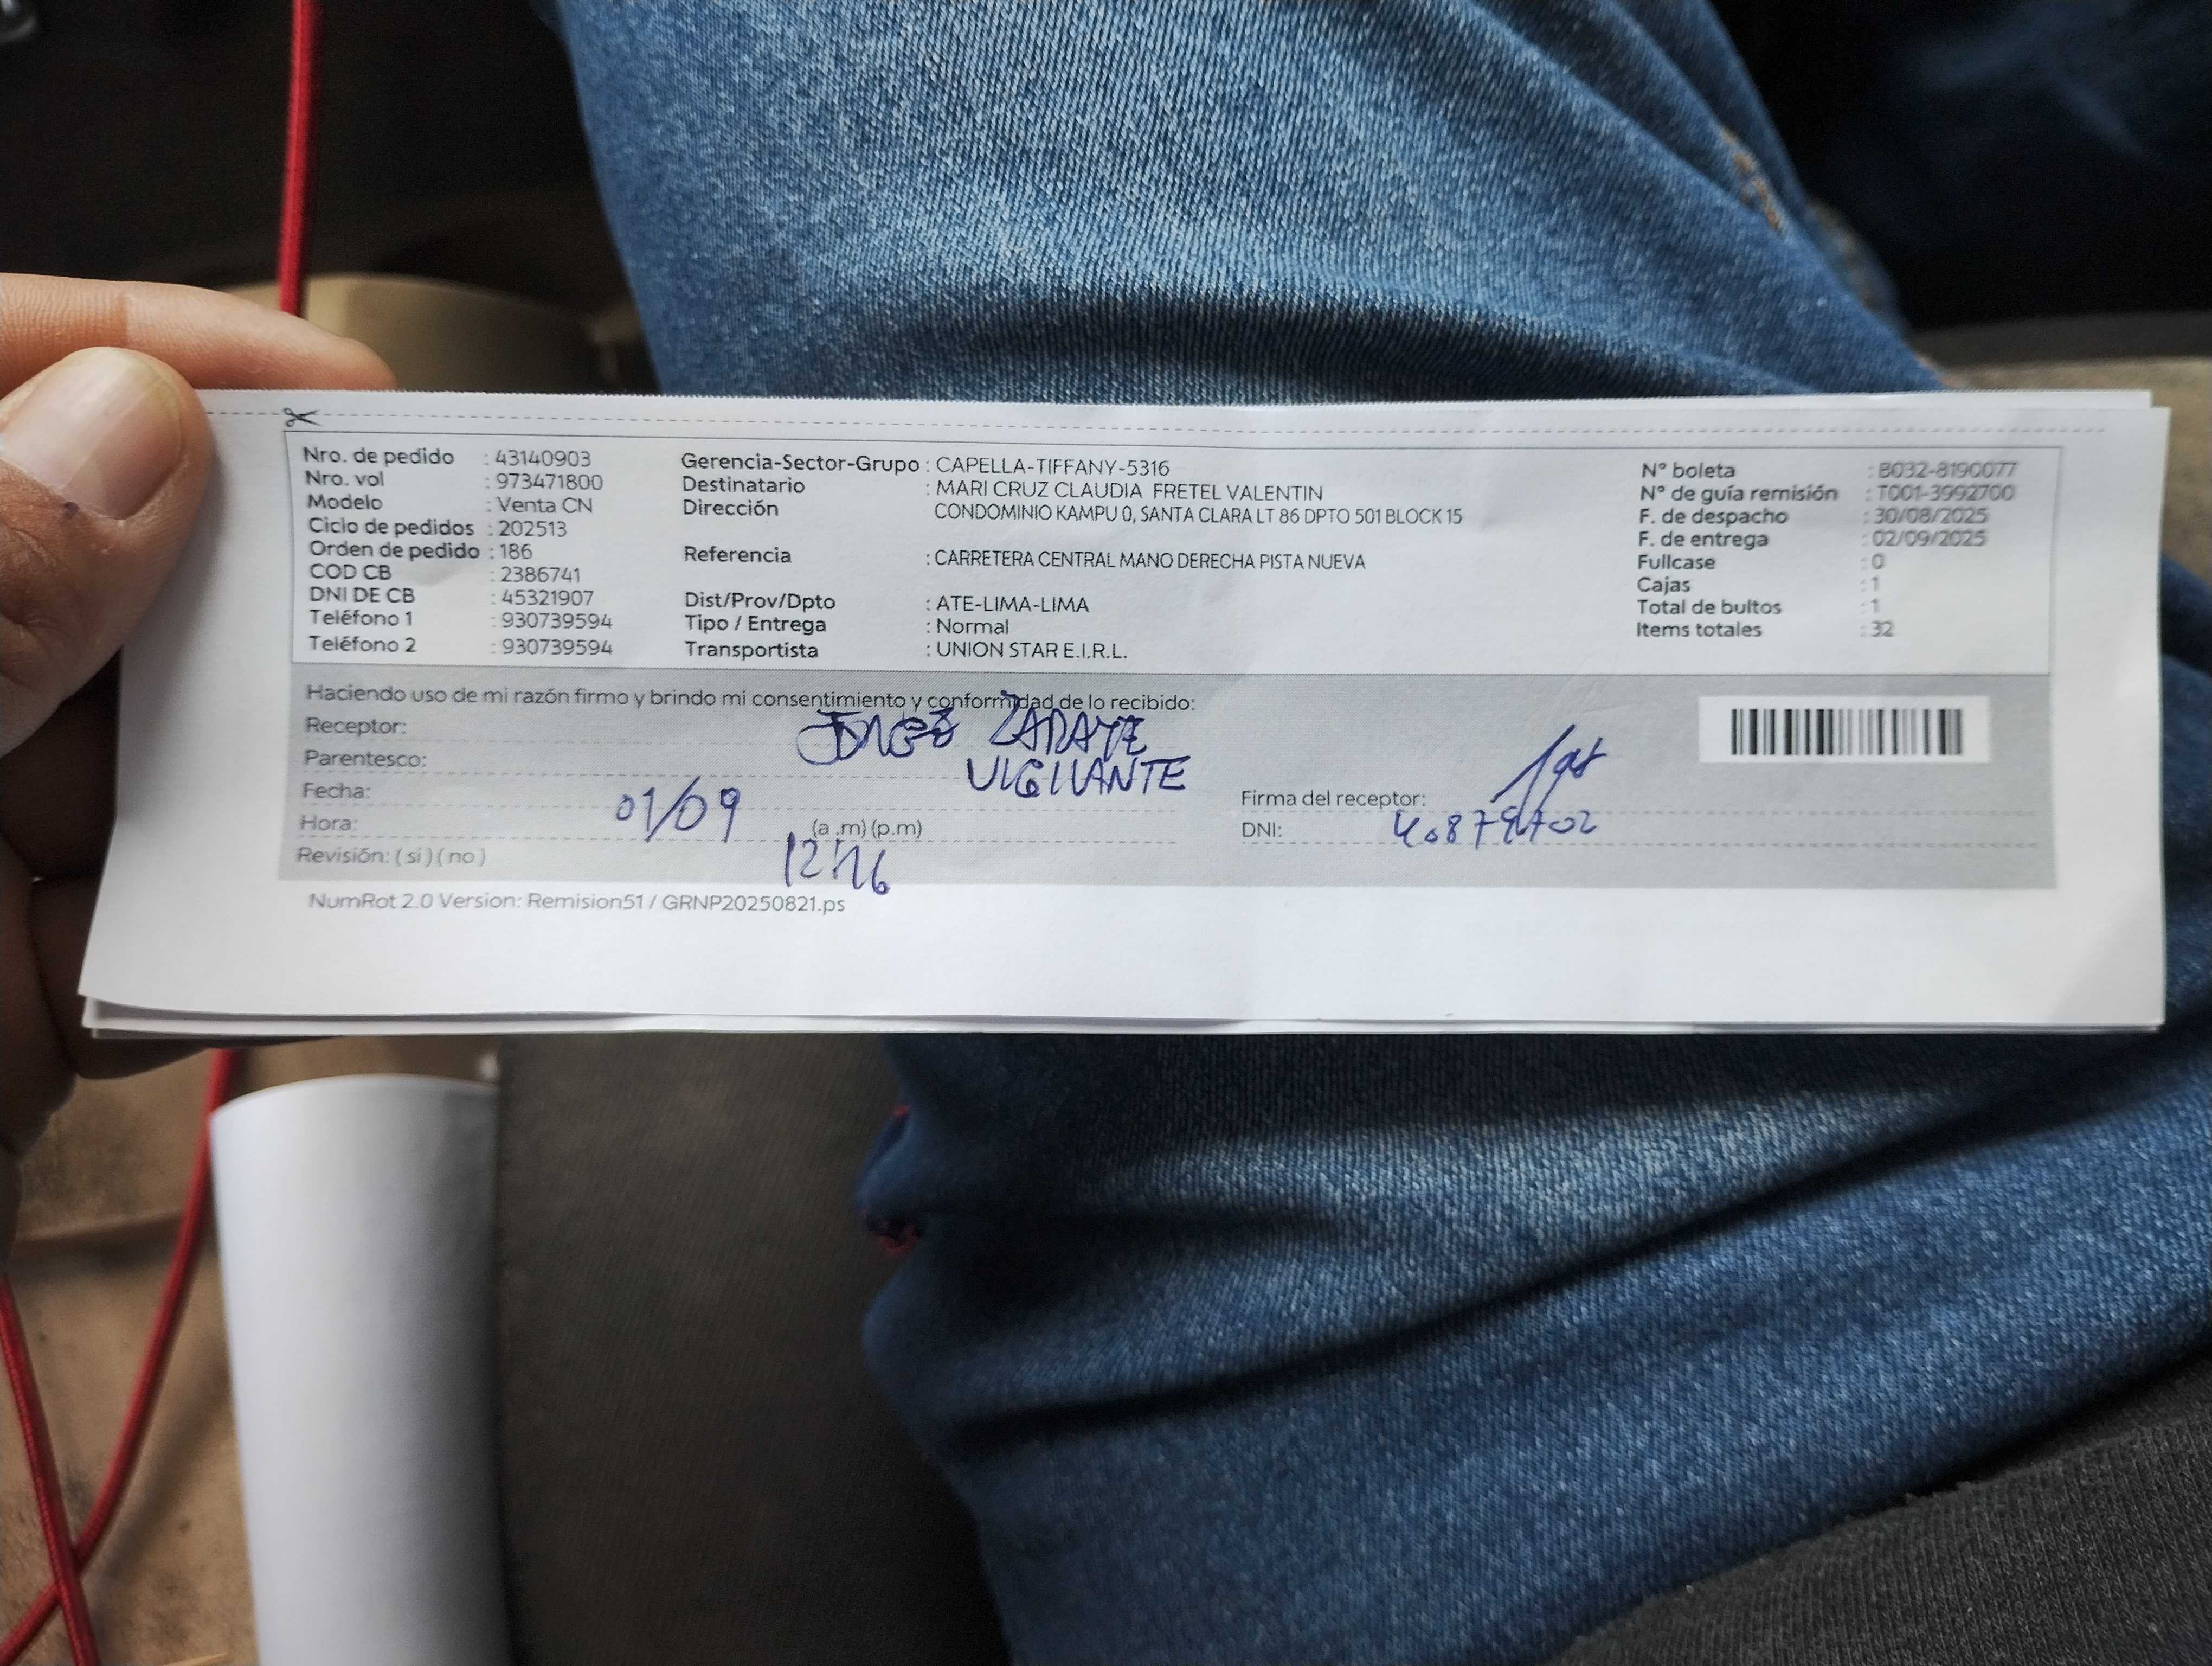 Nro. de pedido : 43140903
Nro. vol : 973471800
Modelo : Venta CN
Ciclo de pedidos : 202513
Orden de pedido : 186
COD CB : 2386741
DNI DE CB : 45321907
Teléfono 1 : 930739594
Teléfono 2 : 930739594
Gerencia-Sector-Grupo : CAPELLA-TIFFANY-5316
Destinatario : MARI CRUZ CLAUDIA FRETEL VALENTIN
Dirección CONDOMINIO KAMPU 0, SANTA CLARA LT 86 DPTO 501 BLOCK 15
Referencia : CARRETERA CENTRAL MANO DERECHA PISTA NUEVA
Dist/Prov/Dpto : ATE-LIMA-LIMA
Tipo / Entrega : Normal
Transportista : UNION STAR E.I.R.L.
N° boleta : B032-8190077
N° de guía remisión : T001-3992700
F. de despacho : 30/08/2025
F. de entrega : 02/09/2025
Fullcase : 0
Cajas : 1
Total de bultos : 1
Items totales : 32
Haciendo uso de mi razón firmo y brindo mi consentimiento y conformidad de lo recibido:
Receptor: ZARATE
Parentesco: VIGILANTE
Fecha: 01/09
Hora: (a .m) (p.m)
12:16
Revisión: ( si ) ( no )
Firma del receptor:
DNI:
NumRot 2.0 Version: Remision51 / GRNP20250821.ps